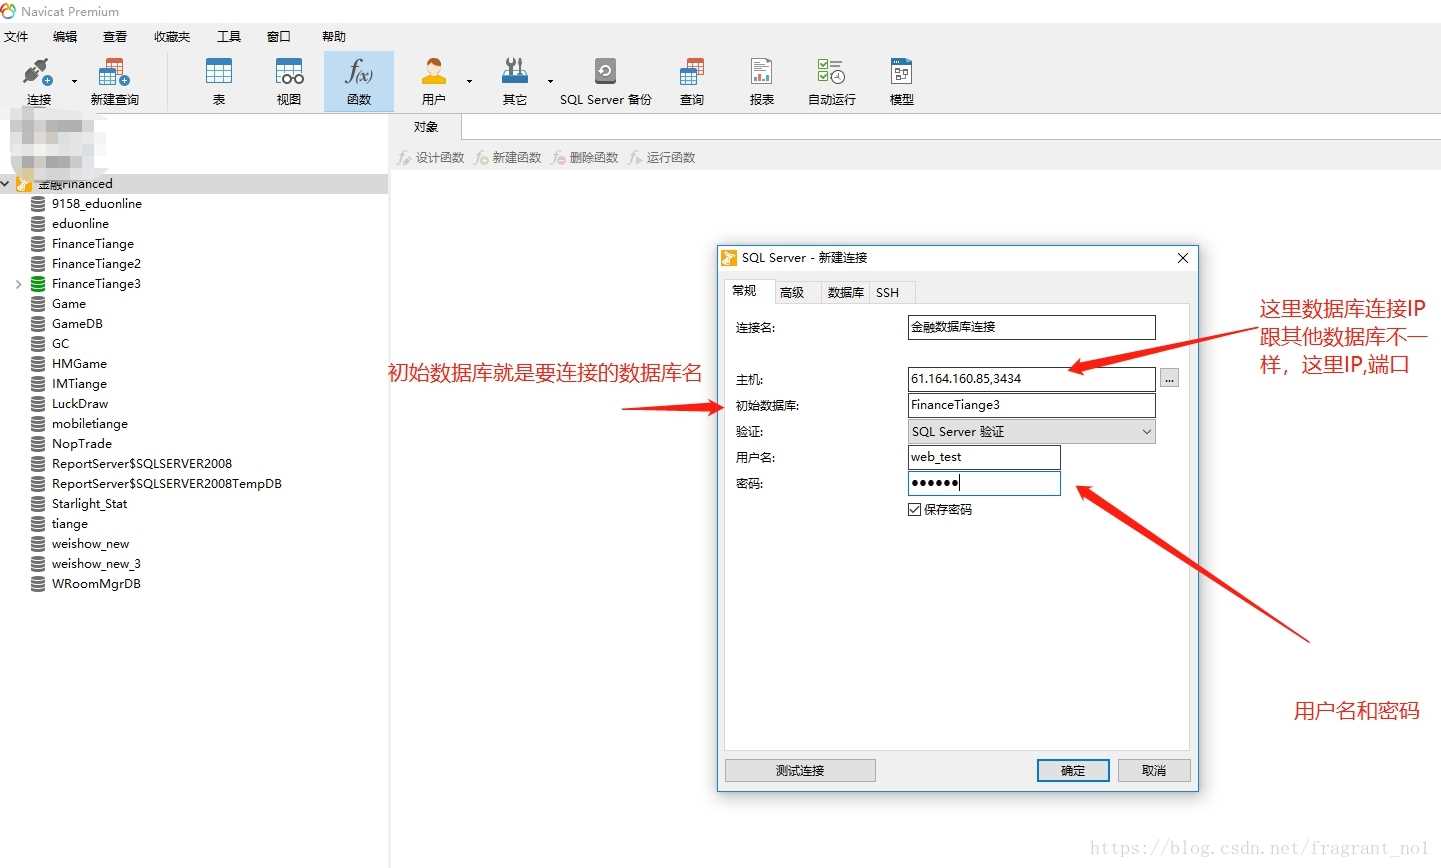 Navicat Premium
文件 编辑 查看 收藏夹 工具 窗口 帮助
连接 新建查询 表 视图 函数 用户 其它 SQL Server 备份 查询 报表 自动运行 模型
对象
设计函数 新建函数 删除函数 运行函数
金融Financed
9158_eduonline
eduonline
FinanceTiange
FinanceTiange2
FinanceTiange3
Game
GameDB
GC
HMGame
IMTiange
LuckDraw
mobiletiange
NopTrade
ReportServer$SQLSERVER2008
ReportServer$SQLSERVER2008TempDB
Starlight_Stat
tiange
weishow_new
weishow_new_3
WRoomMgrDB
初始数据库就是要连接的数据库名
SQL Server - 新建连接
常规 高级 数据库 SSH
连接名: 金融数据库连接
主机: 61.164.160.85,3434 ...
初始数据库: FinanceTiange3
验证: SQL Server 验证
用户名: web_test
密码: ●●●●●●
保存密码
测试连接 确定 取消
这里数据库连接IP
跟其他数据库不一
样，这里IP,端口
用户名和密码
https://blog.csdn.net/fragrant_no1